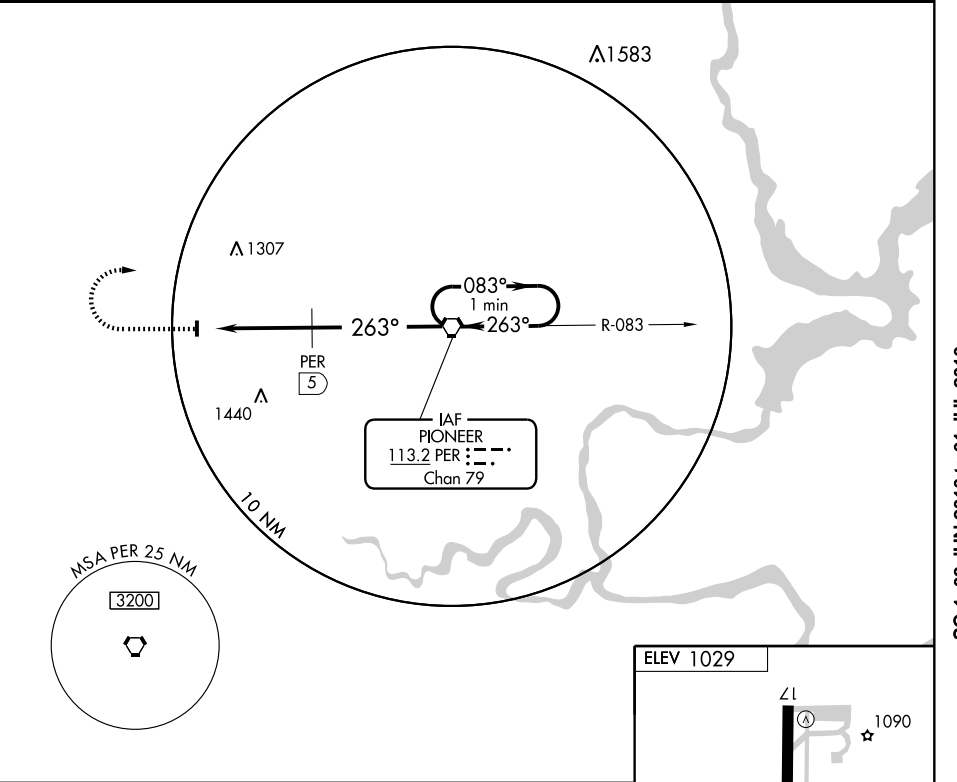 1583
1307
083°
1 min
263°
263°
R-083
PER
5
1440
IAF
PIONEER
113.2 PER
Chan 79
10 NM
MSA PER 25 NM
3200
ELEV 1029
17
1090